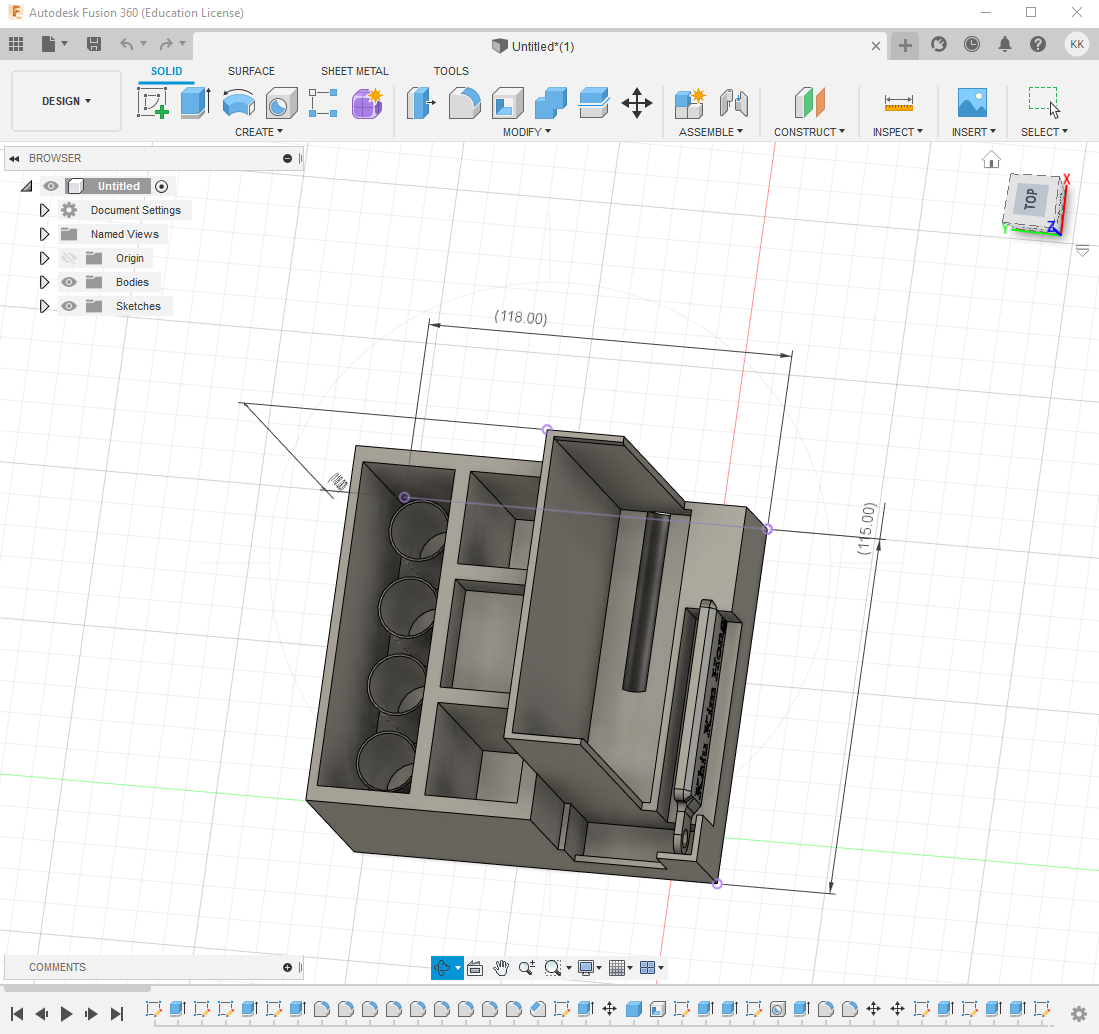 Autodesk Fusion 360 (Education License)
Untitled*(1)
KK
SOLID SURFACE SHEET METAL TOOLS
DESIGN
CREATE MODIFY ASSEMBLE CONSTRUCT INSPECT INSERT SELECT
BROWSER
Untitled
Document Settings
Named Views
Origin
Bodies
Sketches
TOP
X
Y
Z
(118.00)
(115.00)
COMMENTS